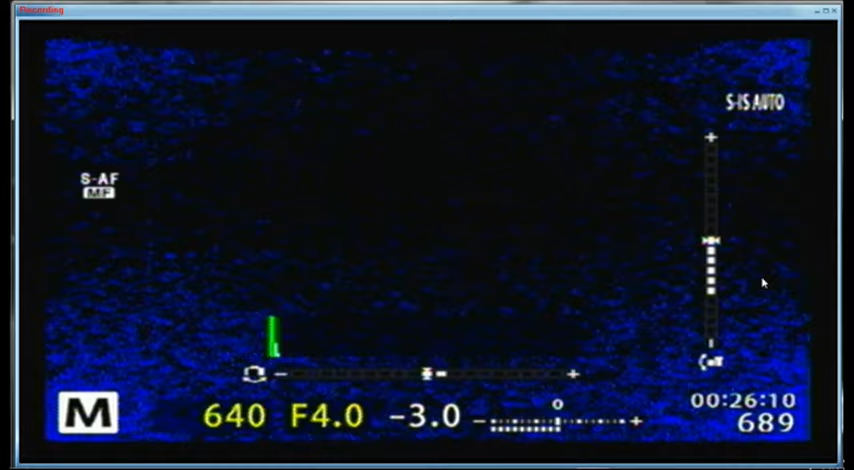 Recording
S-IS AUTO
S-AF
MF
M 640 F4.0 -3.0 0
00:26:10
689